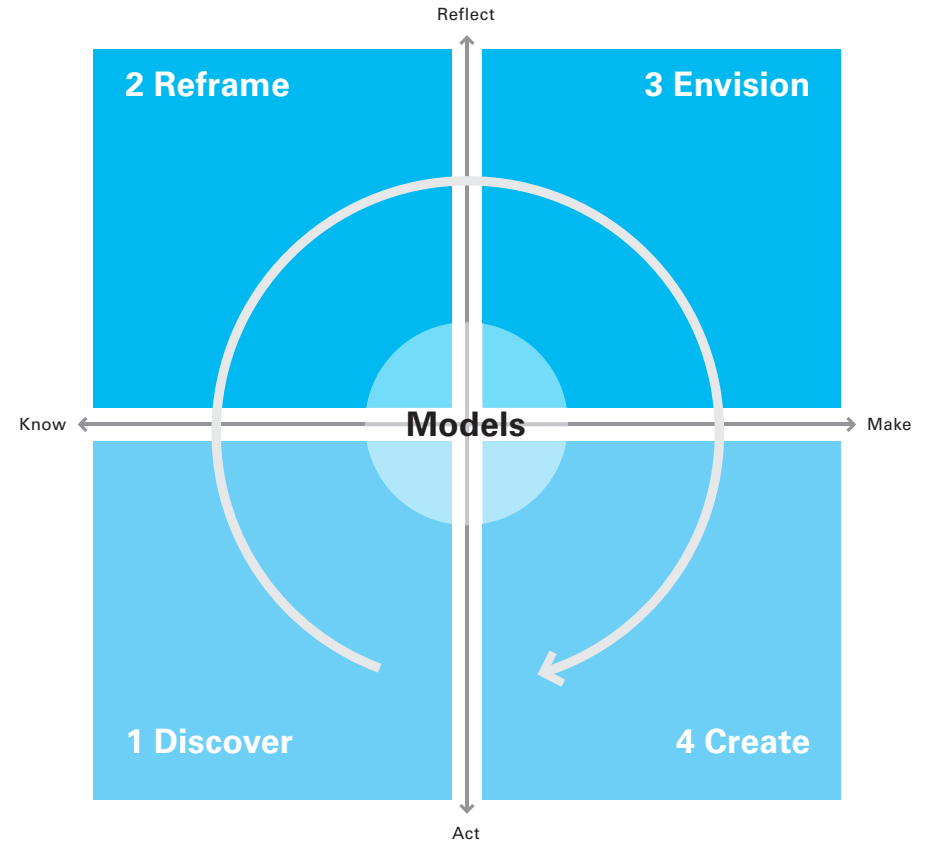 Reflect
2 Reframe
3 Envision
Know
Models
Make
1 Discover
4 Create
Act